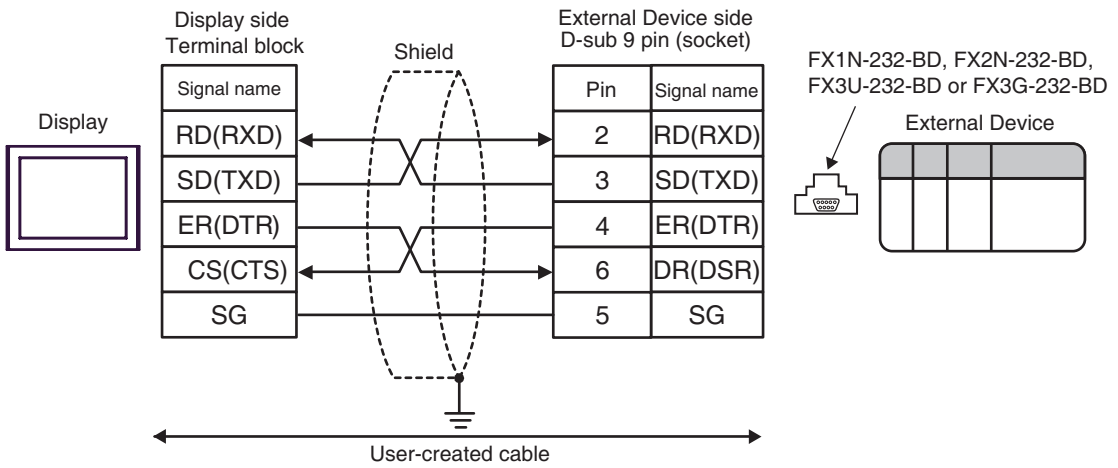 Display side
Terminal block
Shield
External Device side
D-sub 9 pin (socket)
FX1N-232-BD, FX2N-232-BD,
FX3U-232-BD or FX3G-232-BD
Display
External Device
Signal name
Pin Signal name
RD(RXD) 2 RD(RXD)
SD(TXD) 3 SD(TXD)
ER(DTR) 4 ER(DTR)
CS(CTS) 6 DR(DSR)
SG 5 SG
User-created cable